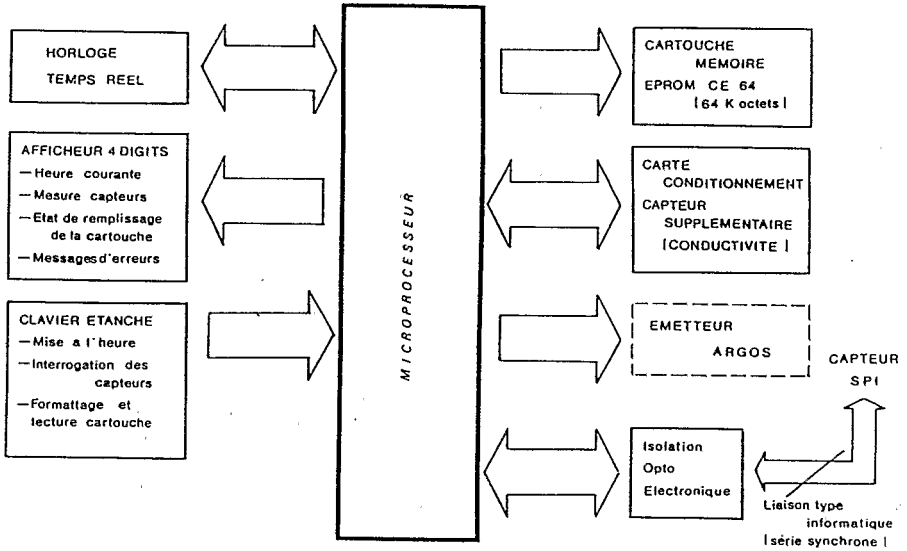 HORLOGE
TEMPS REEL
AFFICHEUR 4 DIGITS
— Heure courante
— Mesure capteurs
— Etat de remplissage
de la cartouche
— Messages d'erreurs
CLAVIER ETANCHE
— Mise a l'heure
— Interrogation des
capteurs
— Formattage et
lecture cartouche
MICROPROCESSEUR
CARTOUCHE
MEMOIRE
EPROM CE 64
[64 K octets]
CARTE
CONDITIONNEMENT
CAPTEUR
SUPPLEMENTAIRE
[CONDUCTIVITE]
EMETTEUR
ARGOS
CAPTEUR
SPI
Isolation
Opto
Electronique
Liaison type
informatique
[série synchrone]